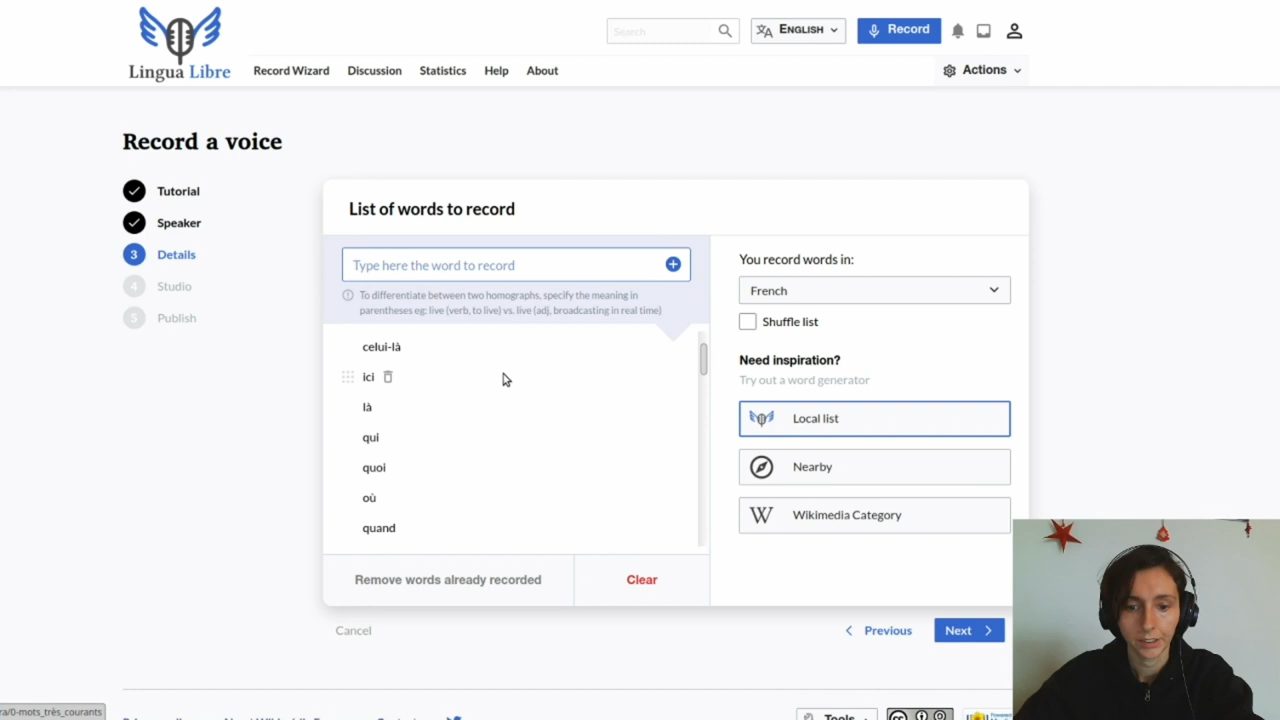 Search
ENGLISH
Record
Lingua Libre
Record Wizard
Discussion
Statistics
Help
About
Actions
Record a voice
Tutorial
Speaker
3 Details
4 Studio
5 Publish
List of words to record
Type here the word to record
To differentiate between two homographs, specify the meaning in
parentheses eg: live (verb, to live) vs. live (adj, broadcasting in real time)
celui-là
ici
là
qui
quoi
où
quand
Remove words already recorded
Clear
You record words in:
French
Shuffle list
Need inspiration?
Try out a word generator
Local list
Nearby
W Wikimedia Category
Cancel
Previous
Next
ra/0-mots_très_courants
Tools